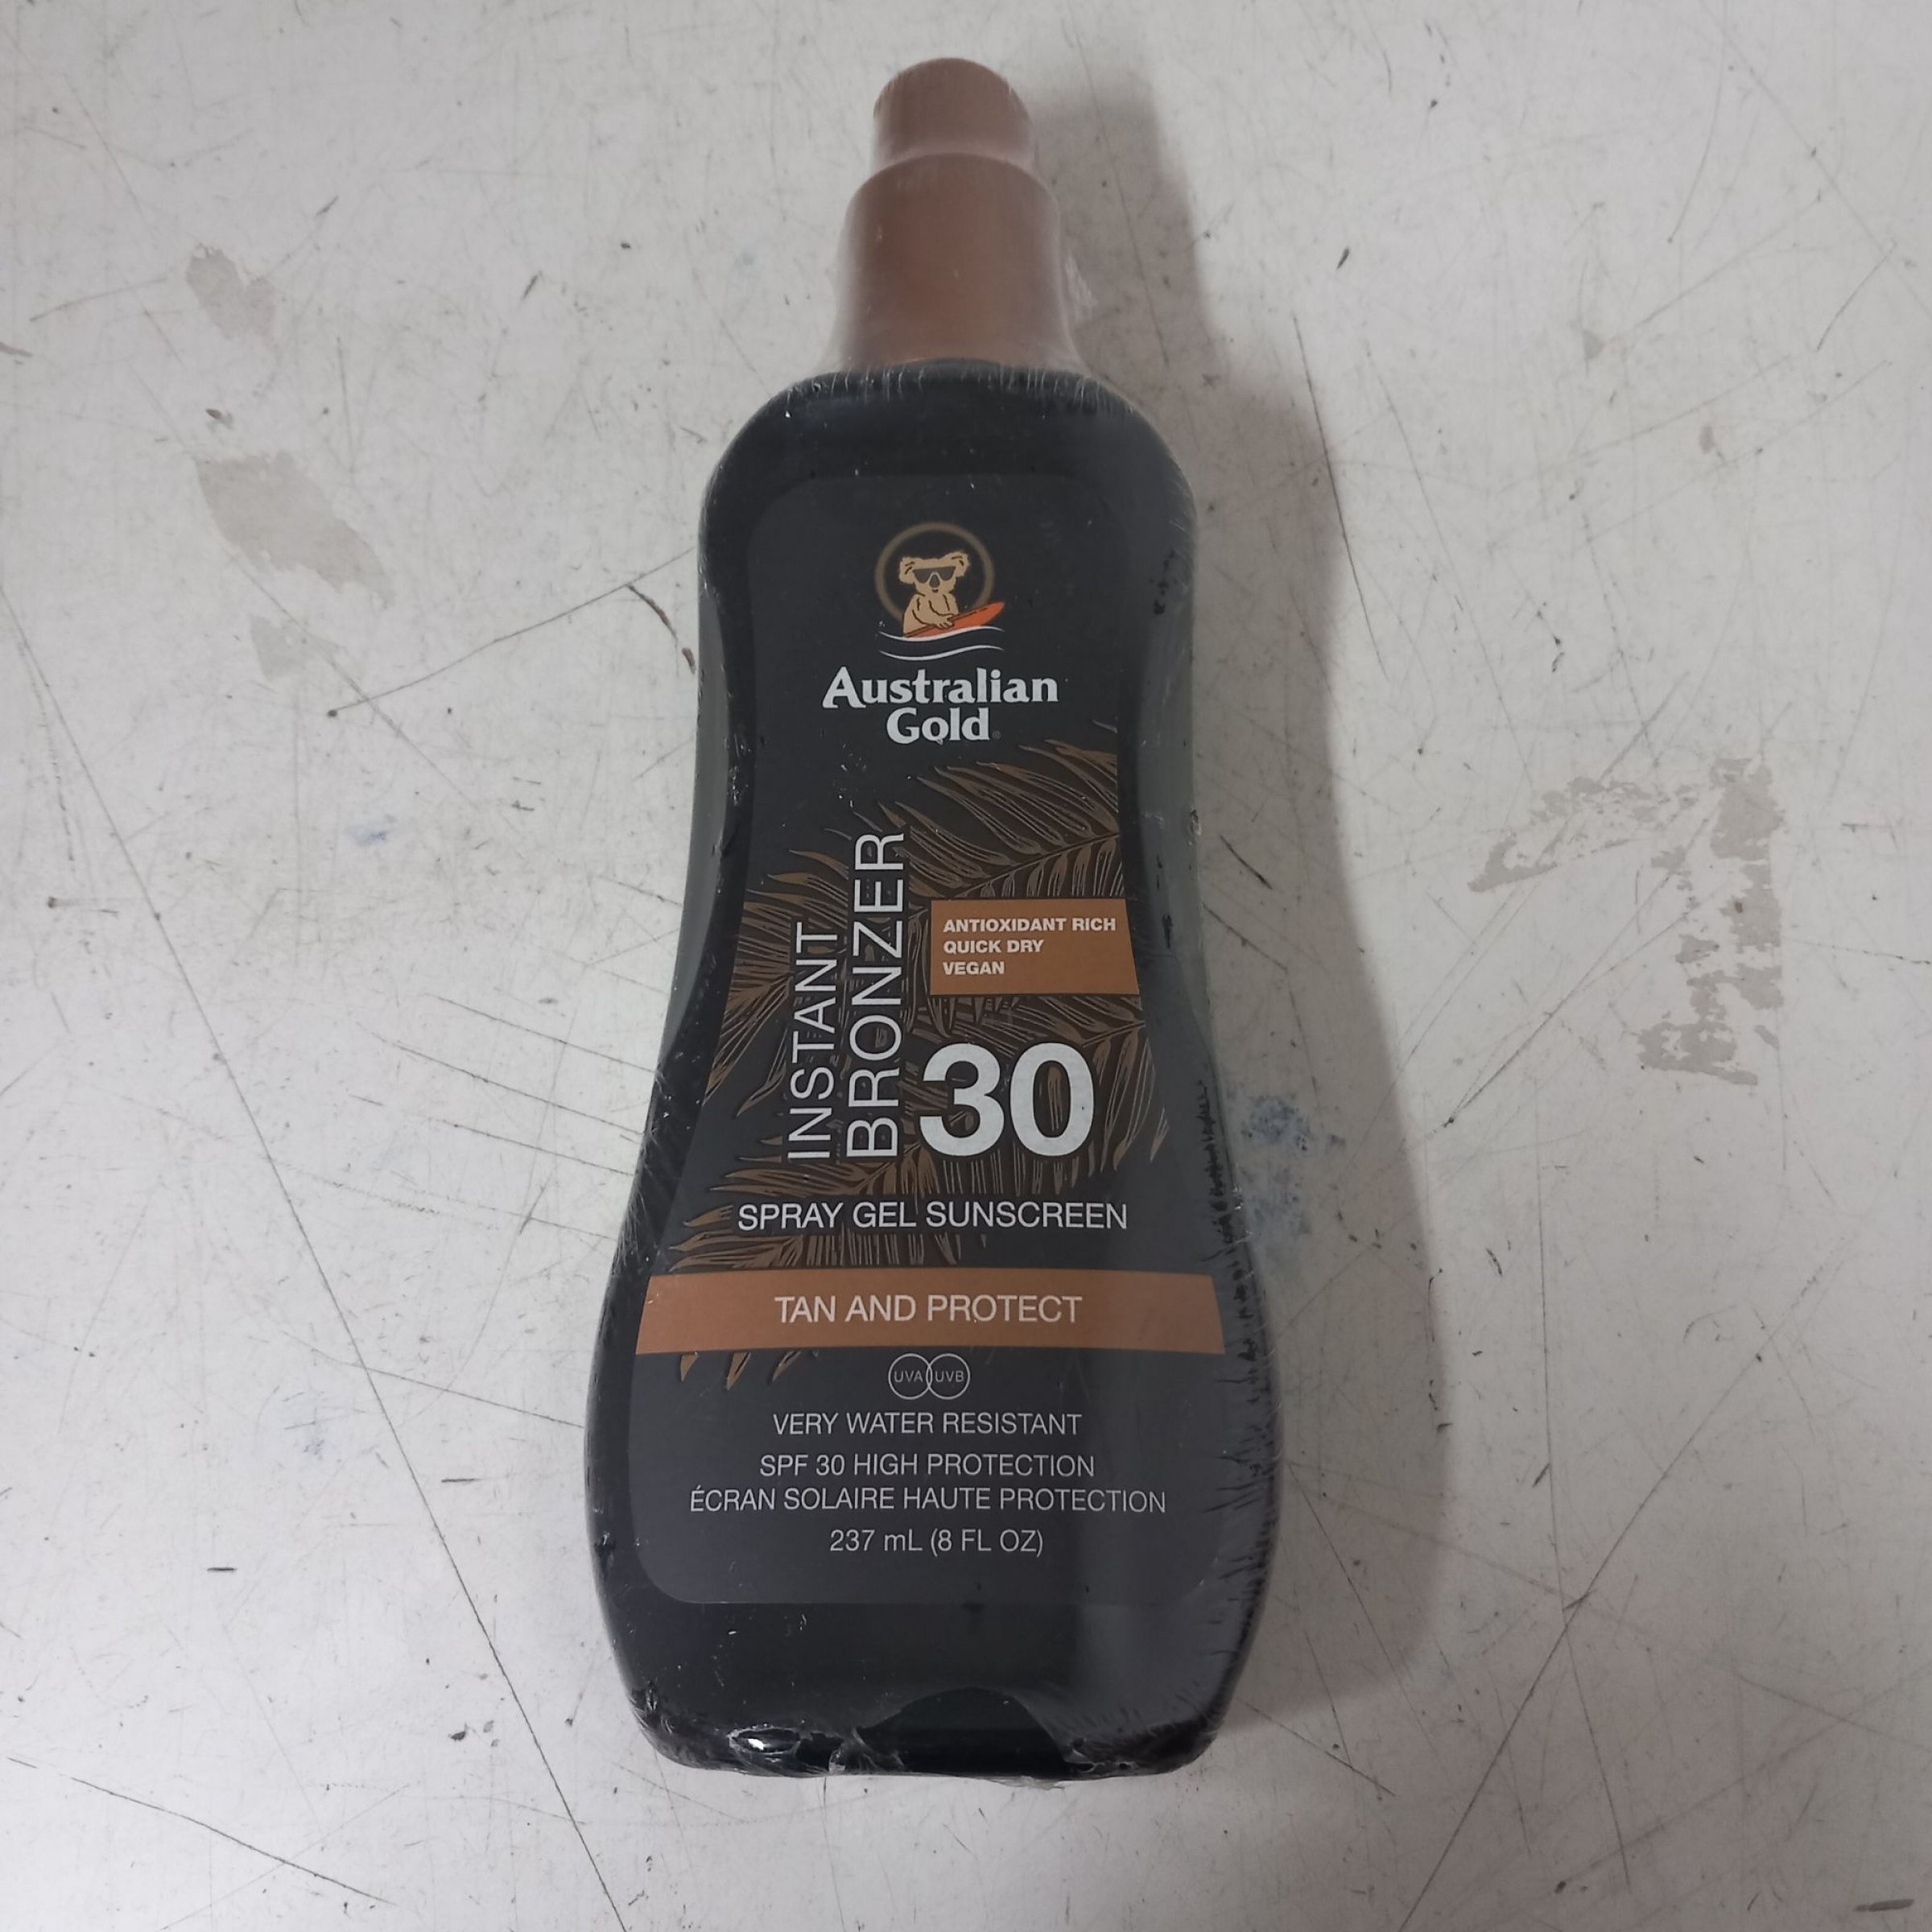 Australian
Gold
INSTANT
BRONZER
ANTIOXIDANT RICH
QUICK DRY
VEGAN
30
SPRAY GEL SUNSCREEN
TAN AND PROTECT
UVA UVB
VERY WATER RESISTANT
SPF 30 HIGH PROTECTION
ÉCRAN SOLAIRE HAUTE PROTECTION
237 mL (8 FL OZ)